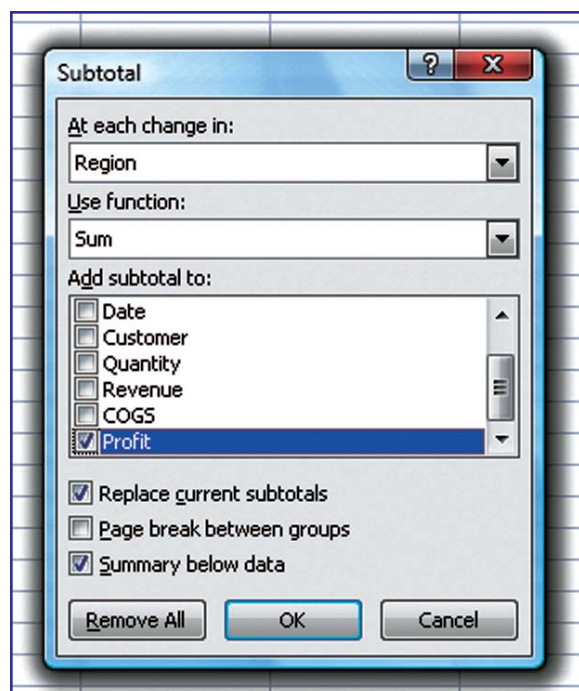 Subtotal
At each change in:
Region
Use function:
Sum
Add subtotal to:
Date
Customer
Quantity
Revenue
COGS
Profit
Replace current subtotals
Page break between groups
Summary below data
Remove All OK Cancel